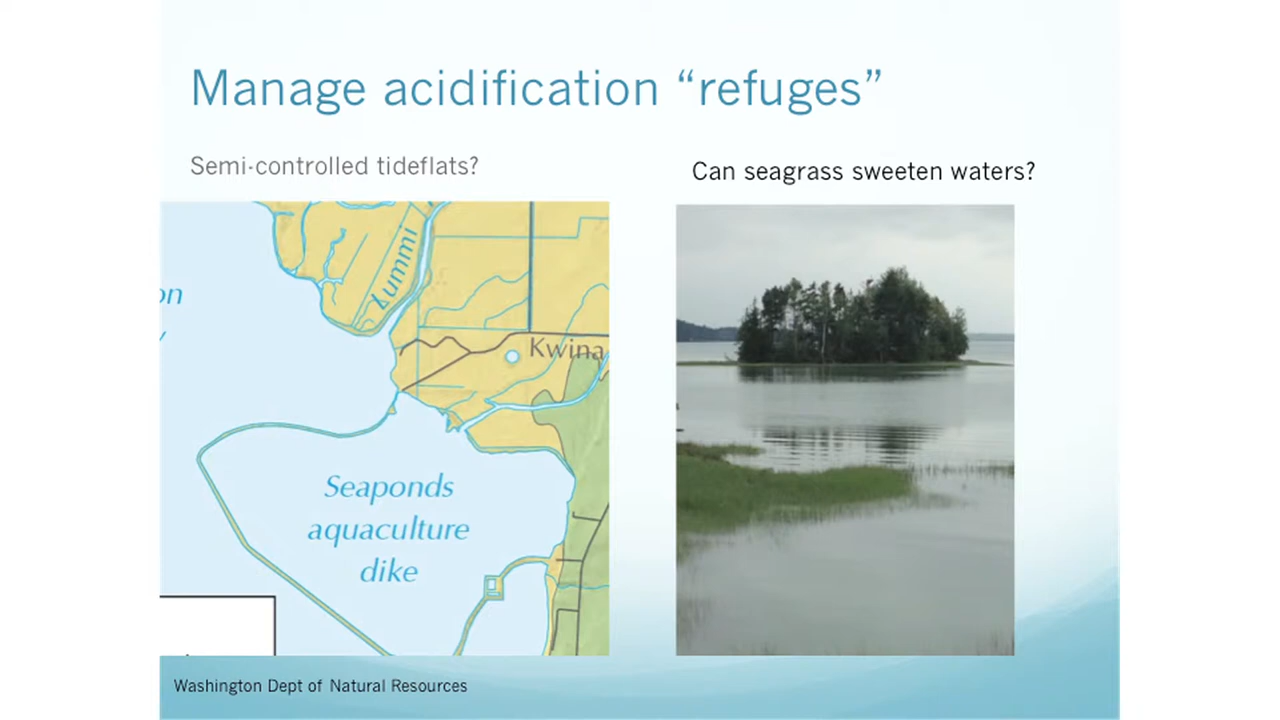 Manage acidification “refuges”
Semi-controlled tideflats?
Can seagrass sweeten waters?
Lummi
on
Kwina
Seaponds
aquaculture
dike
Washington Dept of Natural Resources